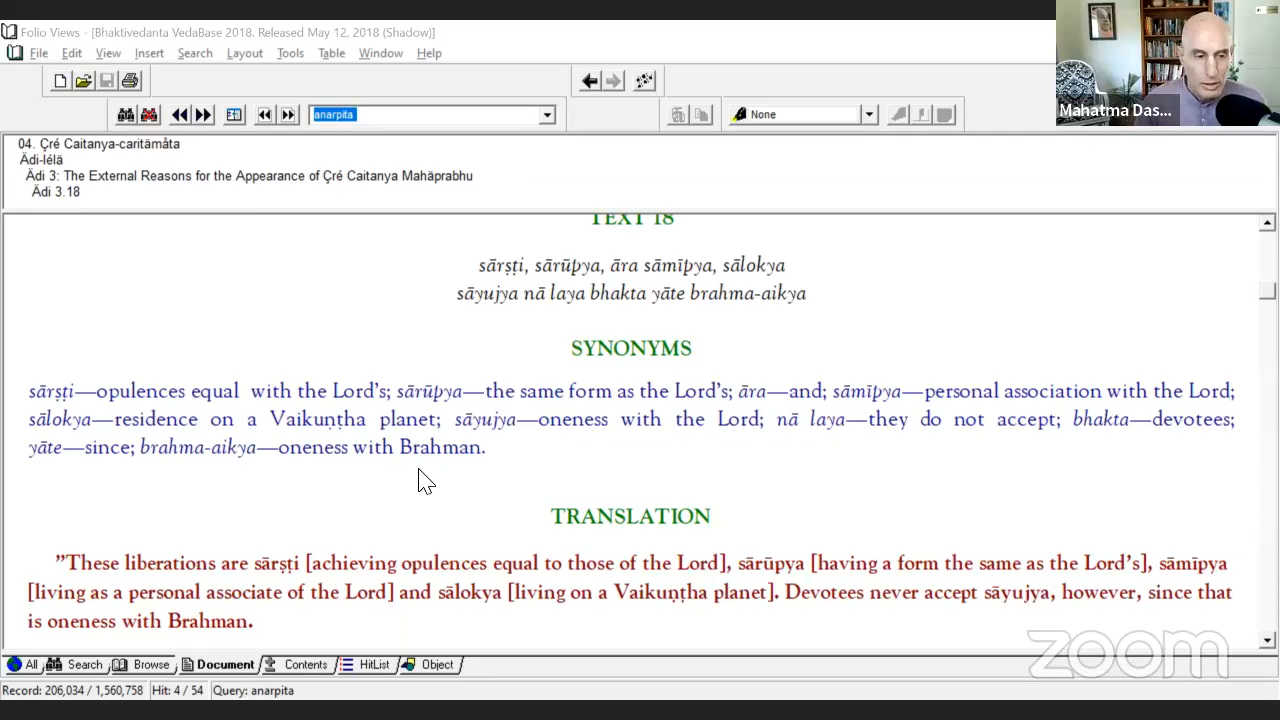 Folio Views - [Bhaktivedanta VedaBase 2018. Released May 12, 2018 (Shadow)]
File Edit View Insert Search Layout Tools Table Window Help
anarpita
None
Mahatma Das...
04. Çré Caitanya-caritämåta
Ädi-lélä
Ädi 3: The External Reasons for the Appearance of Çré Caitanya Mahäprabhu
Ädi 3.18
TEXT 18
sārṣṭi, sārūpya, āra sāmīpya, sālokya
sāyujya nā laya bhakta yāte brahma-aikya
SYNONYMS
sārṣṭi—opulences equal with the Lord's; sārūpya—the same form as the Lord's; āra—and; sāmīpya—personal association with the Lord;
sālokya—residence on a Vaikuṇṭha planet; sāyujya—oneness with the Lord; nā laya—they do not accept; bhakta—devotees;
yāte—since; brahma-aikya—oneness with Brahman.
TRANSLATION
"These liberations are sārṣṭi [achieving opulences equal to those of the Lord], sārūpya [having a form the same as the Lord's], sāmīpya
[living as a personal associate of the Lord] and sālokya [living on a Vaikuṇṭha planet]. Devotees never accept sāyujya, however, since that
is oneness with Brahman.
zoom
All Search Browse Document Contents HitList Object
Record: 206,034 / 1,560,758 Hit: 4 / 54 Query: anarpita